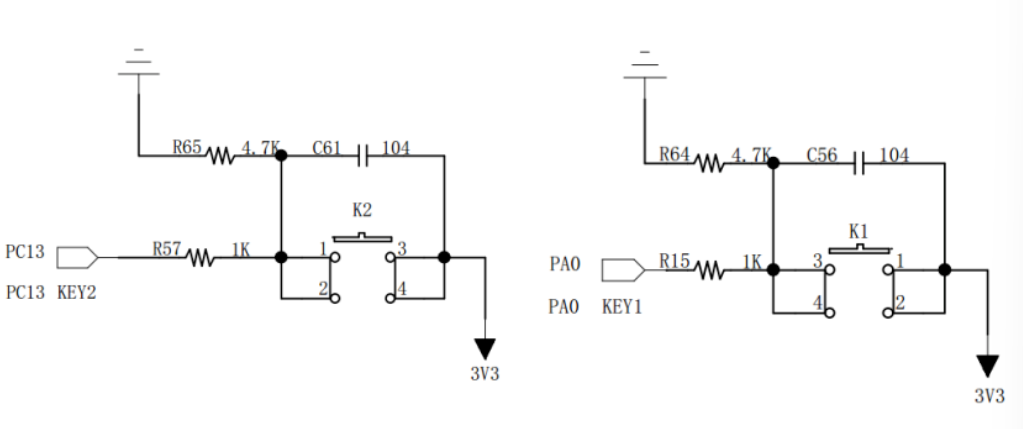 R65 4.7K C61 104
K2
PC13 R57 1K 1 3
2 4
PC13 KEY2
3V3
R64 4.7K C56 104
K1
PA0 R15 1K 3 1
4 2
PA0 KEY1
3V3